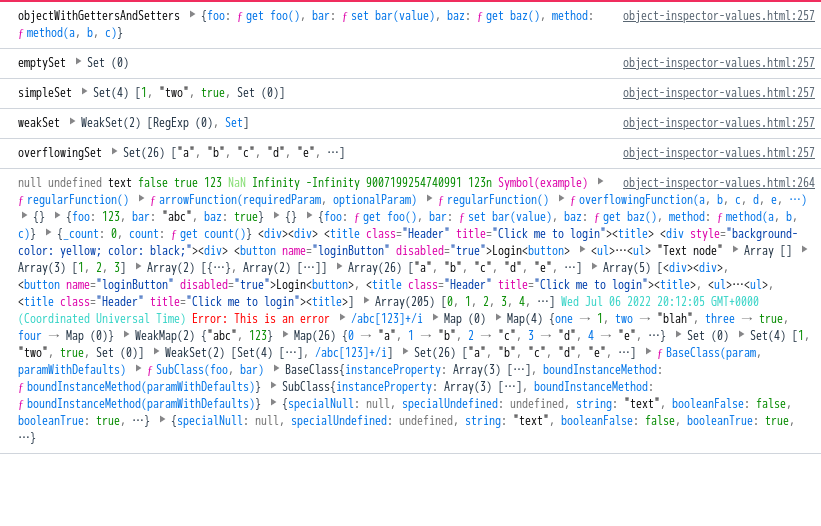 objectWithGettersAndSetters ▶ {foo: ƒ get foo(), bar: ƒ set bar(value), baz: ƒ get baz(), method: object-inspector-values.html:257
ƒ method(a, b, c)}
emptySet ▶ Set (0) object-inspector-values.html:257
simpleSet ▶ Set(4) [1, "two", true, Set (0)] object-inspector-values.html:257
weakSet ▶ WeakSet(2) [RegExp (0), Set] object-inspector-values.html:257
overflowingSet ▶ Set(26) ["a", "b", "c", "d", "e", …] object-inspector-values.html:257
null undefined text false true 123 NaN Infinity -Infinity 9007199254740991 123n Symbol(example) ▶ object-inspector-values.html:264
ƒ regularFunction() ▶ ƒ arrowFunction(requiredParam, optionalParam) ▶ ƒ regularFunction() ▶ ƒ overflowingFunction(a, b, c, d, e, …)
▶ {} ▶ {foo: 123, bar: "abc", baz: true} ▶ {} ▶ {foo: ƒ get foo(), bar: ƒ set bar(value), baz: ƒ get baz(), method: ƒ method(a, b,
c)} ▶ {_count: 0, count: ƒ get count()} <div><div> <title class="Header" title="Click me to login"><title> <div style="background-
color: yellow; color: black;"><div> <button name="loginButton" disabled="true">Login<button> ▶ <ul>…<ul> "Text node" ▶ Array [] ▶
Array(3) [1, 2, 3] ▶ Array(2) [{…}, Array(2) […]] ▶ Array(26) ["a", "b", "c", "d", "e", …] ▶ Array(5) [<div><div>,
<button name="loginButton" disabled="true">Login<button>, <title class="Header" title="Click me to login"><title>, <ul>…<ul>,
<title class="Header" title="Click me to login"><title>] ▶ Array(205) [0, 1, 2, 3, 4, …] Wed Jul 06 2022 20:12:05 GMT+0000
(Coordinated Universal Time) Error: This is an error ▶ /abc[123]+/i ▶ Map (0) ▶ Map(4) {one → 1, two → "blah", three → true,
four → Map (0)} ▶ WeakMap(2) {"abc", 123} ▶ Map(26) {0 → "a", 1 → "b", 2 → "c", 3 → "d", 4 → "e", …} ▶ Set (0) ▶ Set(4) [1,
"two", true, Set (0)] ▶ WeakSet(2) [Set(4) […], /abc[123]+/i] ▶ Set(26) ["a", "b", "c", "d", "e", …] ▶ ƒ BaseClass(param,
paramWithDefaults) ▶ ƒ SubClass(foo, bar) ▶ BaseClass{instanceProperty: Array(3) […], boundInstanceMethod:
ƒ boundInstanceMethod(paramWithDefaults)} ▶ SubClass{instanceProperty: Array(3) […], boundInstanceMethod:
ƒ boundInstanceMethod(paramWithDefaults)} ▶ {specialNull: null, specialUndefined: undefined, string: "text", booleanFalse: false,
booleanTrue: true, …} ▶ {specialNull: null, specialUndefined: undefined, string: "text", booleanFalse: false, booleanTrue: true,
…}